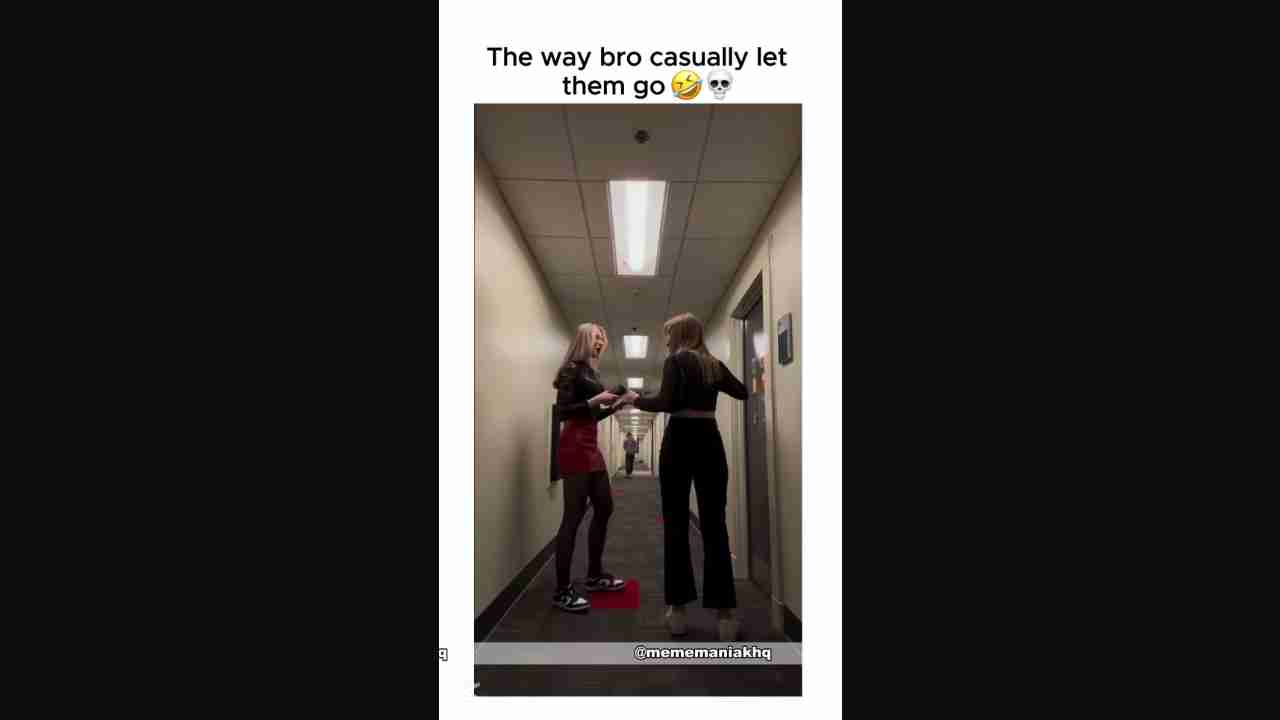 The way bro casually let
them go 🤣💀
@mememaniakhq
q